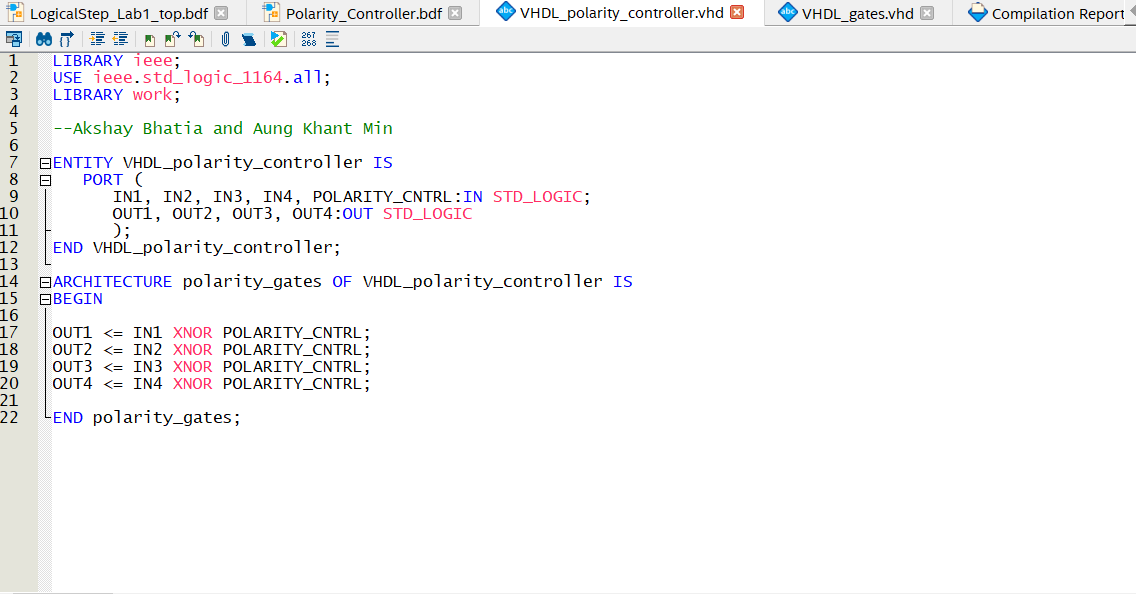 LogicalStep_Lab1_top.bdf Polarity_Controller.bdf abc VHDL_polarity_controller.vhd abc VHDL_gates.vhd Compilation Report
267
268
1 LIBRARY ieee;
2 USE ieee.std_logic_1164.all;
3 LIBRARY work;
4
5 --Akshay Bhatia and Aung Khant Min
6
7 ENTITY VHDL_polarity_controller IS
8 PORT (
9 IN1, IN2, IN3, IN4, POLARITY_CNTRL:IN STD_LOGIC;
10 OUT1, OUT2, OUT3, OUT4:OUT STD_LOGIC
11 );
12 END VHDL_polarity_controller;
13
14 ARCHITECTURE polarity_gates OF VHDL_polarity_controller IS
15 BEGIN
16
17 OUT1 <= IN1 XNOR POLARITY_CNTRL;
18 OUT2 <= IN2 XNOR POLARITY_CNTRL;
19 OUT3 <= IN3 XNOR POLARITY_CNTRL;
20 OUT4 <= IN4 XNOR POLARITY_CNTRL;
21
22 END polarity_gates;